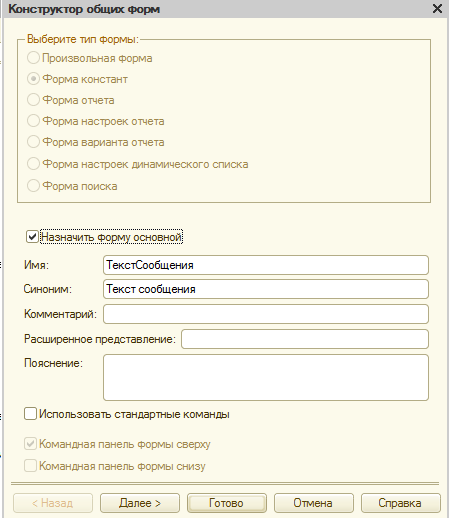 Конструктор общих форм
Выберите тип формы:
Произвольная форма
Форма констант
Форма отчета
Форма настроек отчета
Форма варианта отчета
Форма настроек динамического списка
Форма поиска
Назначить форму основной
Имя: ТекстСообщения
Синоним: Текст сообщения
Комментарий:
Расширенное представление:
Пояснение:
Использовать стандартные команды
Командная панель формы сверху
Командная панель формы снизу
< Назад Далее > Готово Отмена Справка